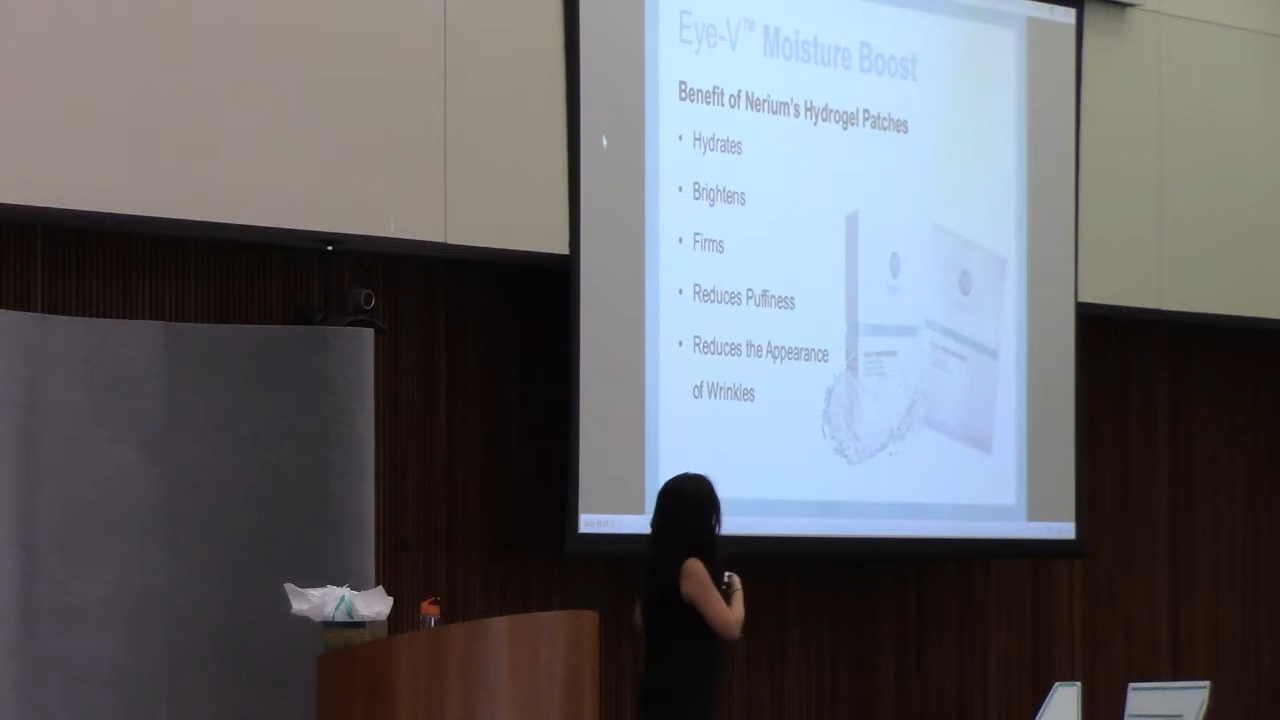 Eye-V™ Moisture Boost
Benefit of Nerium's Hydrogel Patches
• Hydrates
• Brightens
• Firms
• Reduces Puffiness
• Reduces the Appearance
of Wrinkles